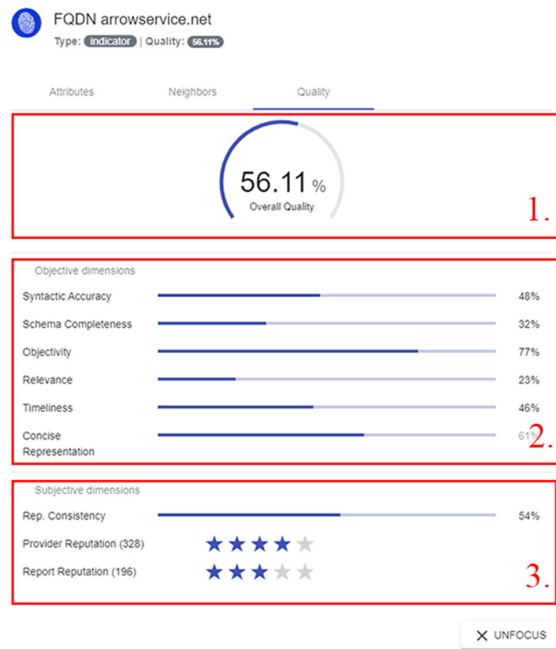 FQDN arrowservice.net
Type: indicator | Quality: 56.11%
Attributes Neighbors Quality
56.11 %
Overall Quality
1.
Objective dimensions
Syntactic Accuracy 48%
Schema Completeness 32%
Objectivity 77%
Relevance 23%
Timeliness 46%
Concise Representation 61%
2.
Subjective dimensions
Rep. Consistency 54%
Provider Reputation (328)
Report Reputation (196)
3.
X UNFOCUS